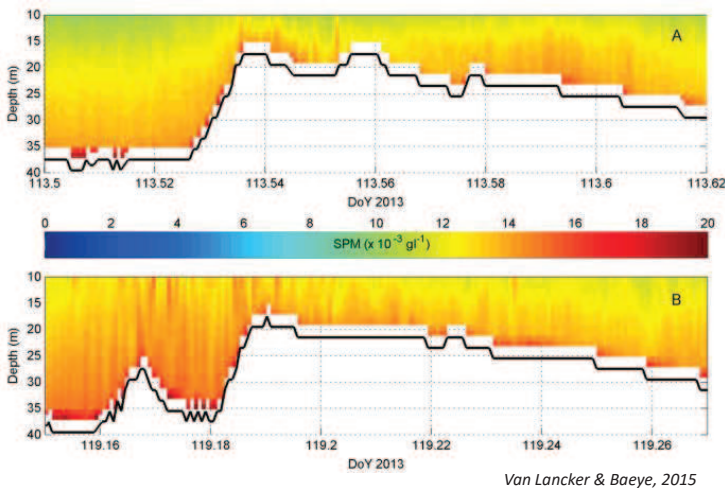 10
A
15
20
25
30
35
40
Depth (m)
113.5 113.52 113.54 113.56 113.58 113.6 113.62
DoY 2013
0 2 4 6 8 10 12 14 16 18 20
SPM (x 10⁻³ gl⁻¹)
10
B
15
20
25
30
35
40
Depth (m)
119.16 119.18 119.2 119.22 119.24 119.26
DoY 2013
Van Lancker & Baeye, 2015